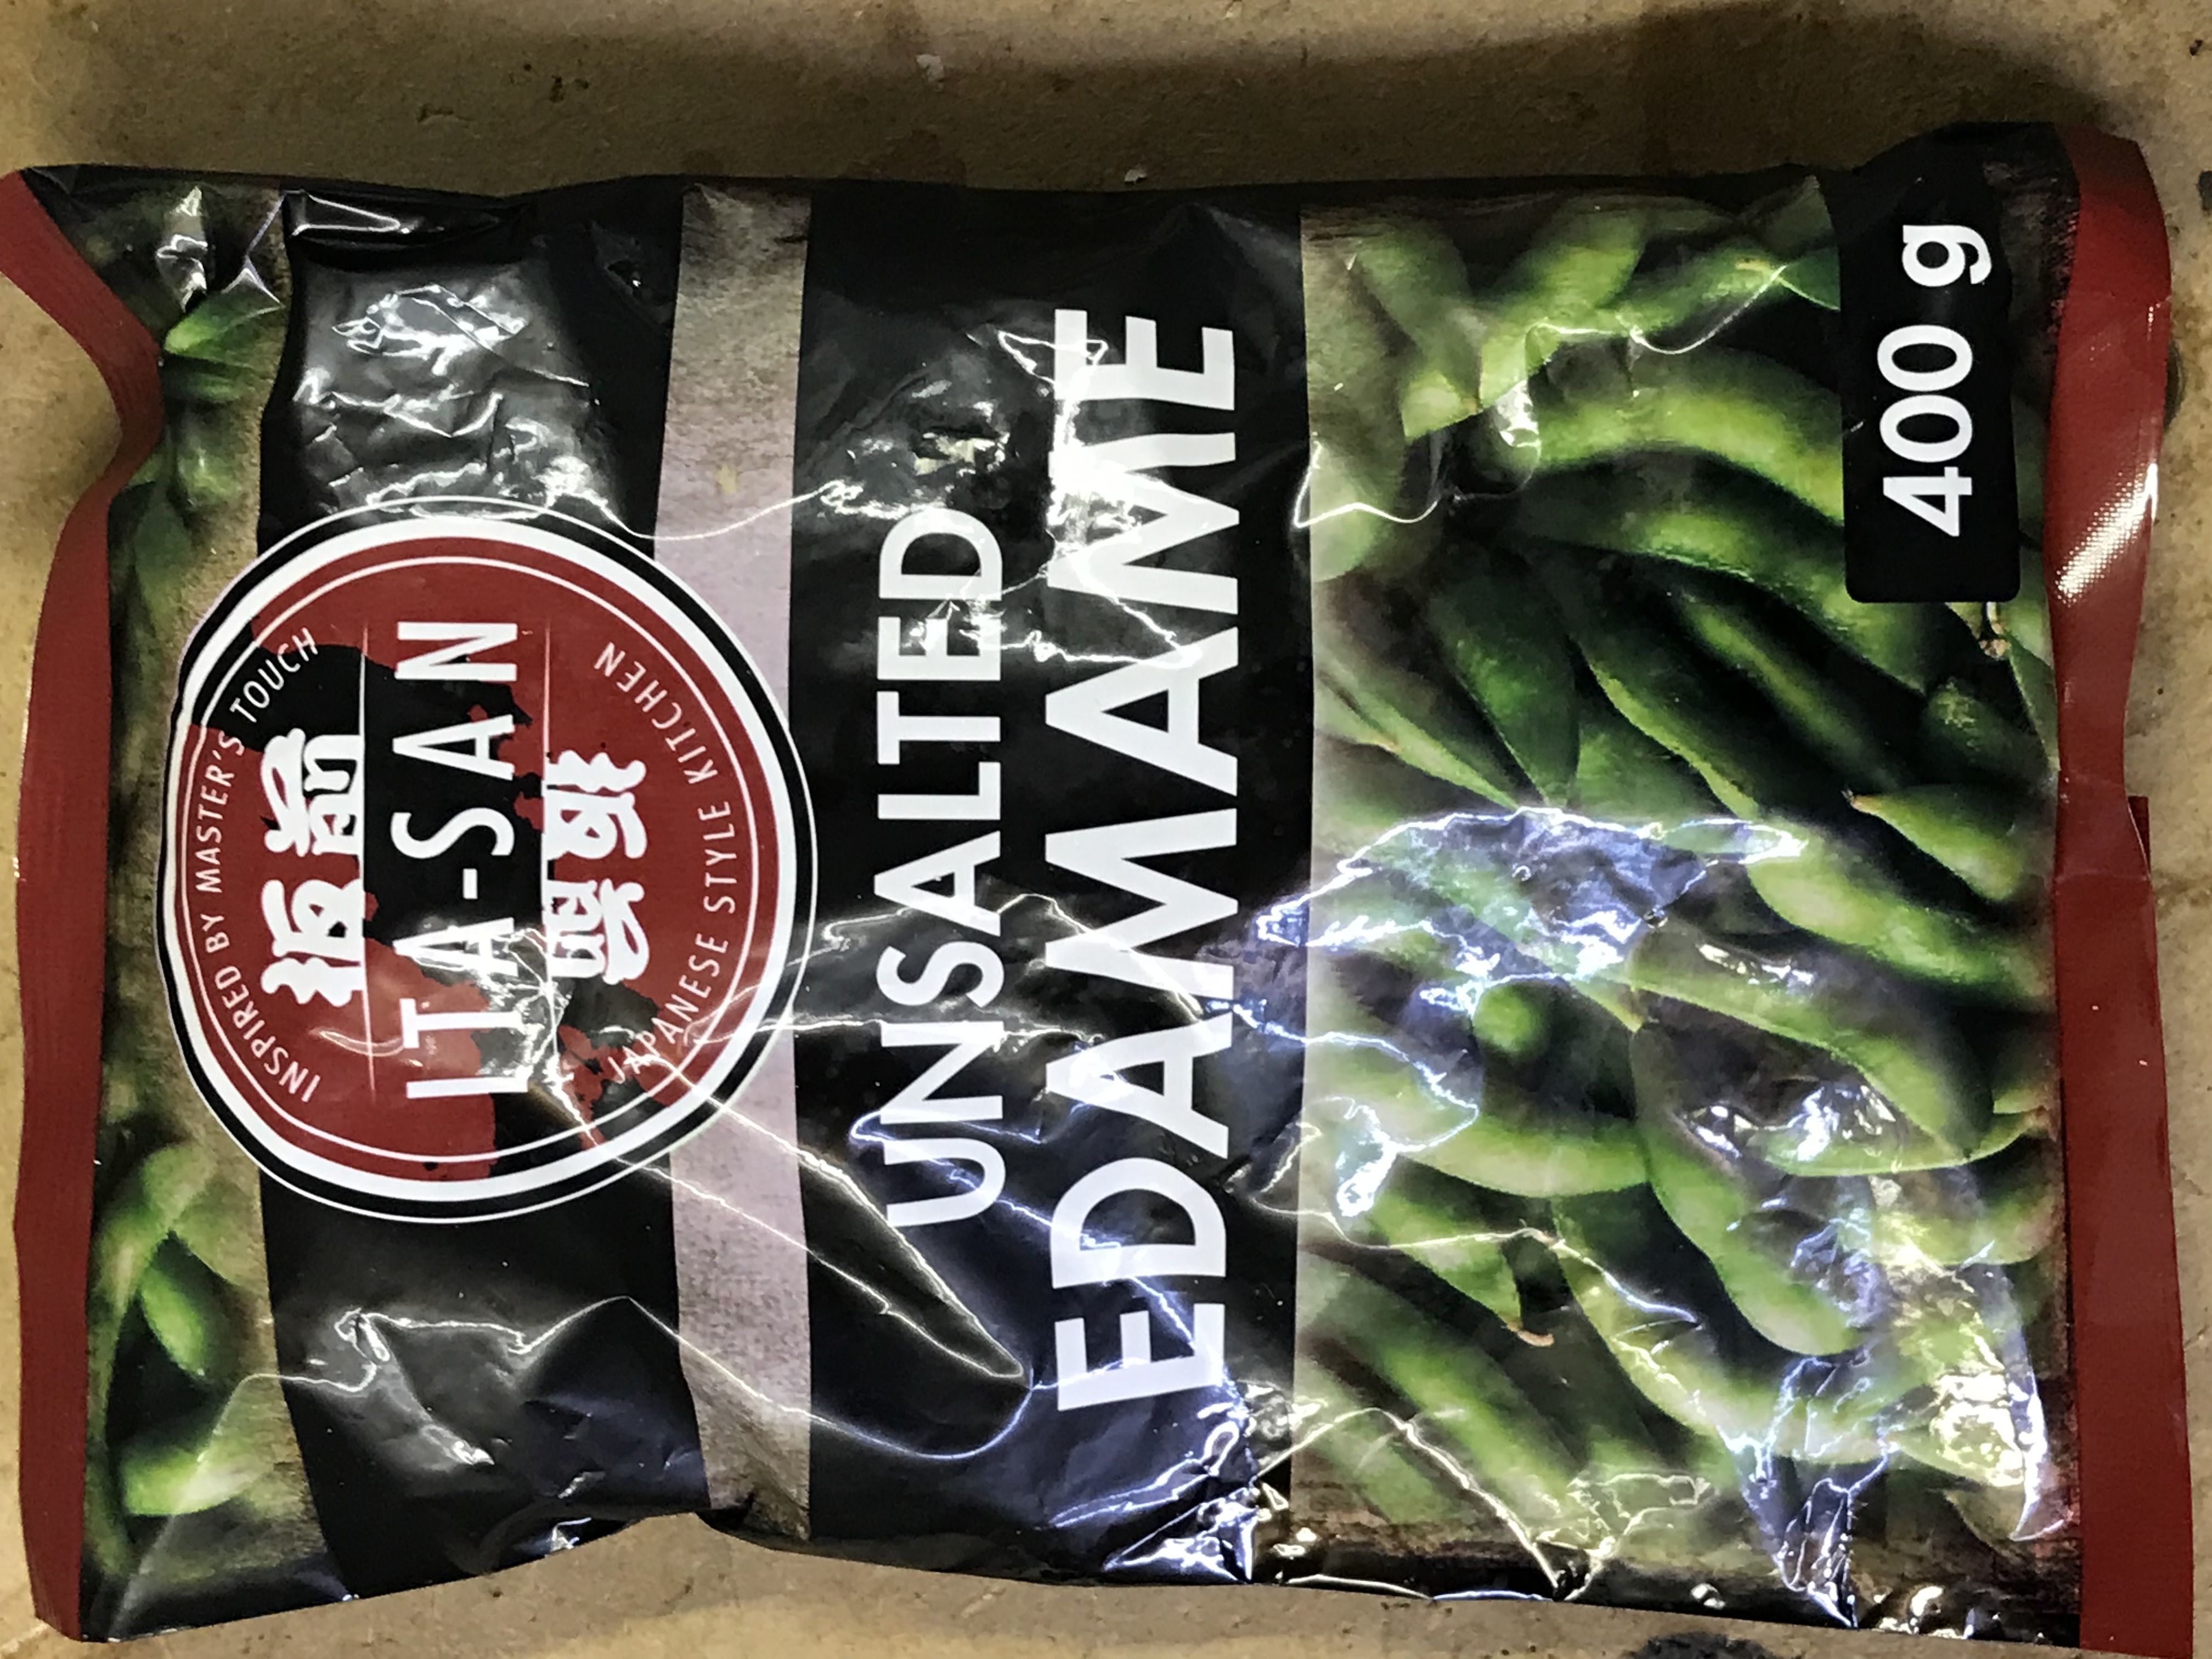 INSPIRED BY MASTER'S TOUCH
ITA-SAN
JAPANESE STYLE KITCHEN
UNSALTED
EDAMAME
400 g